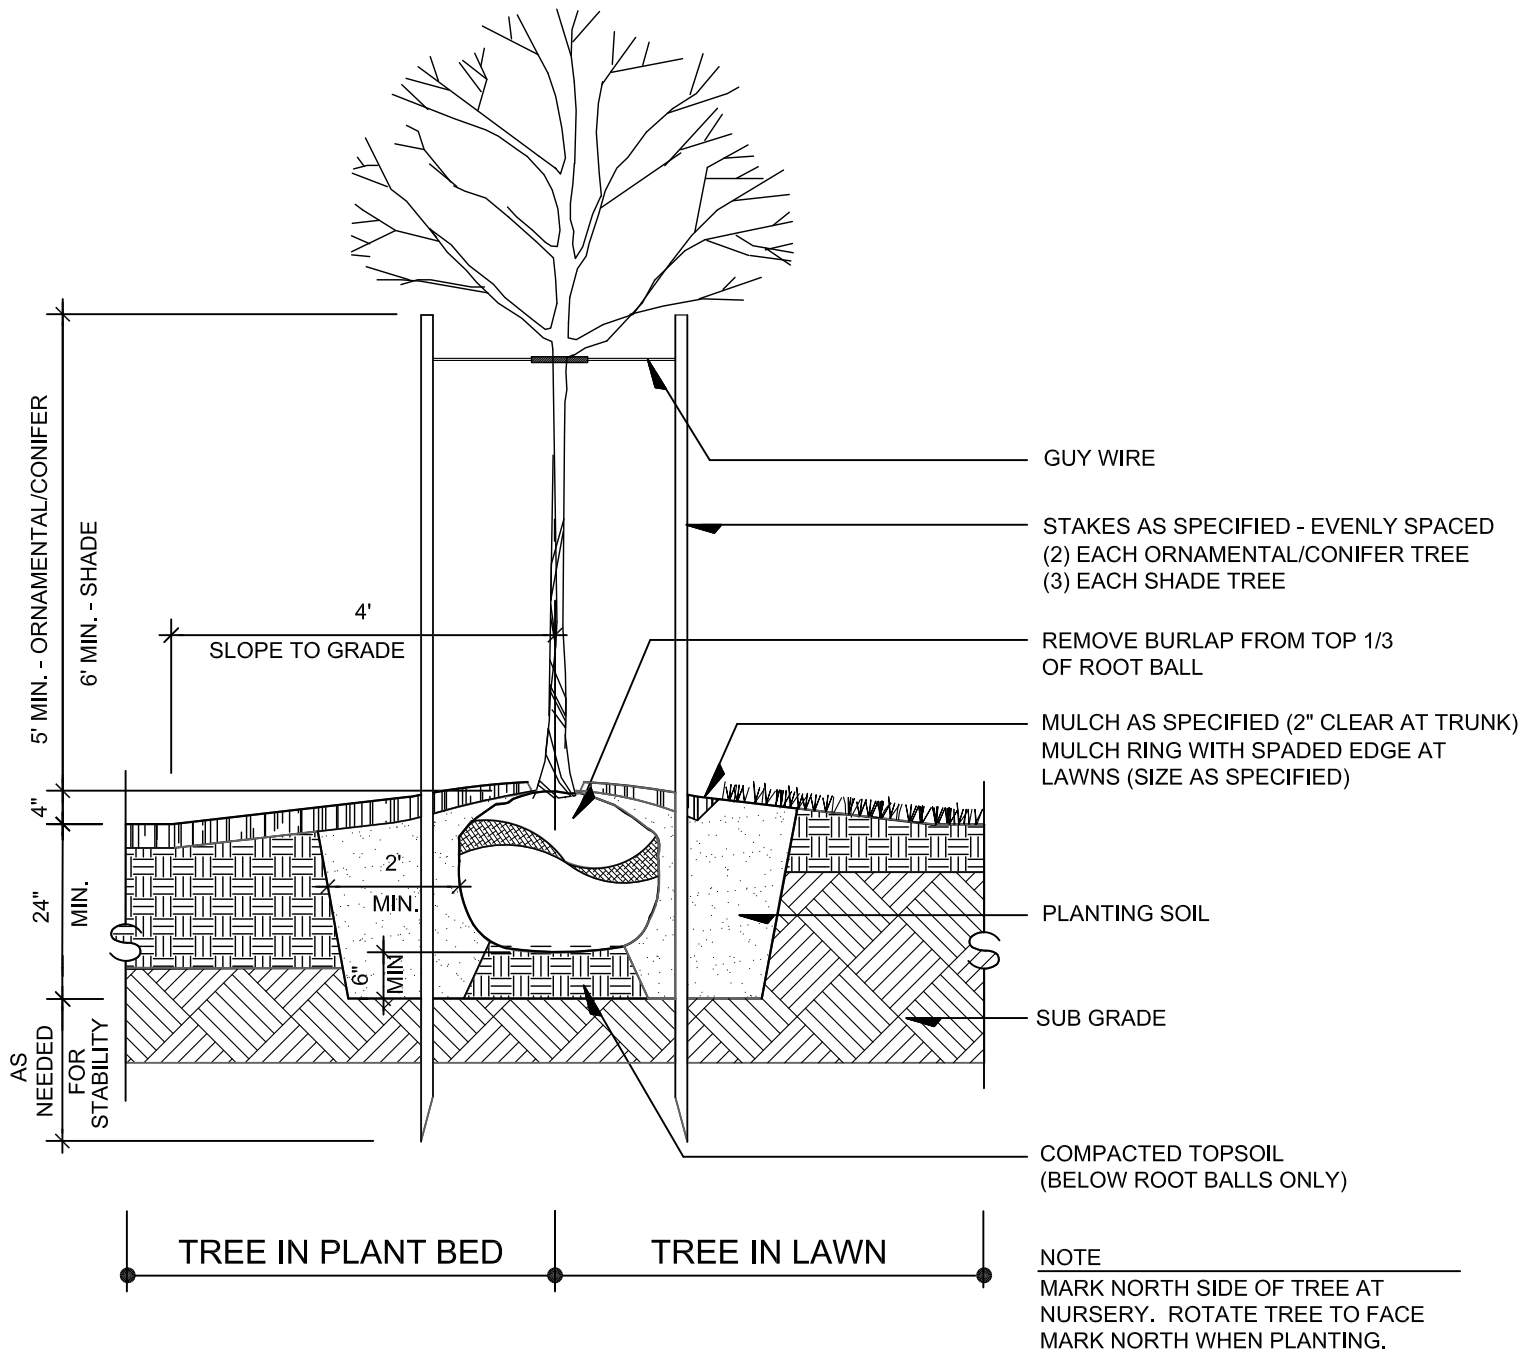 5' MIN. - ORNAMENTAL/CONIFER
6' MIN. - SHADE
4'
SLOPE TO GRADE
4"
24"
MIN.
2'
MIN.
6"
MIN
AS
NEEDED
FOR
STABILITY
GUY WIRE
STAKES AS SPECIFIED - EVENLY SPACED
(2) EACH ORNAMENTAL/CONIFER TREE
(3) EACH SHADE TREE
REMOVE BURLAP FROM TOP 1/3
OF ROOT BALL
MULCH AS SPECIFIED (2" CLEAR AT TRUNK)
MULCH RING WITH SPADED EDGE AT
LAWNS (SIZE AS SPECIFIED)
PLANTING SOIL
SUB GRADE
COMPACTED TOPSOIL
(BELOW ROOT BALLS ONLY)
TREE IN PLANT BED
TREE IN LAWN
NOTE
MARK NORTH SIDE OF TREE AT
NURSERY. ROTATE TREE TO FACE
MARK NORTH WHEN PLANTING.